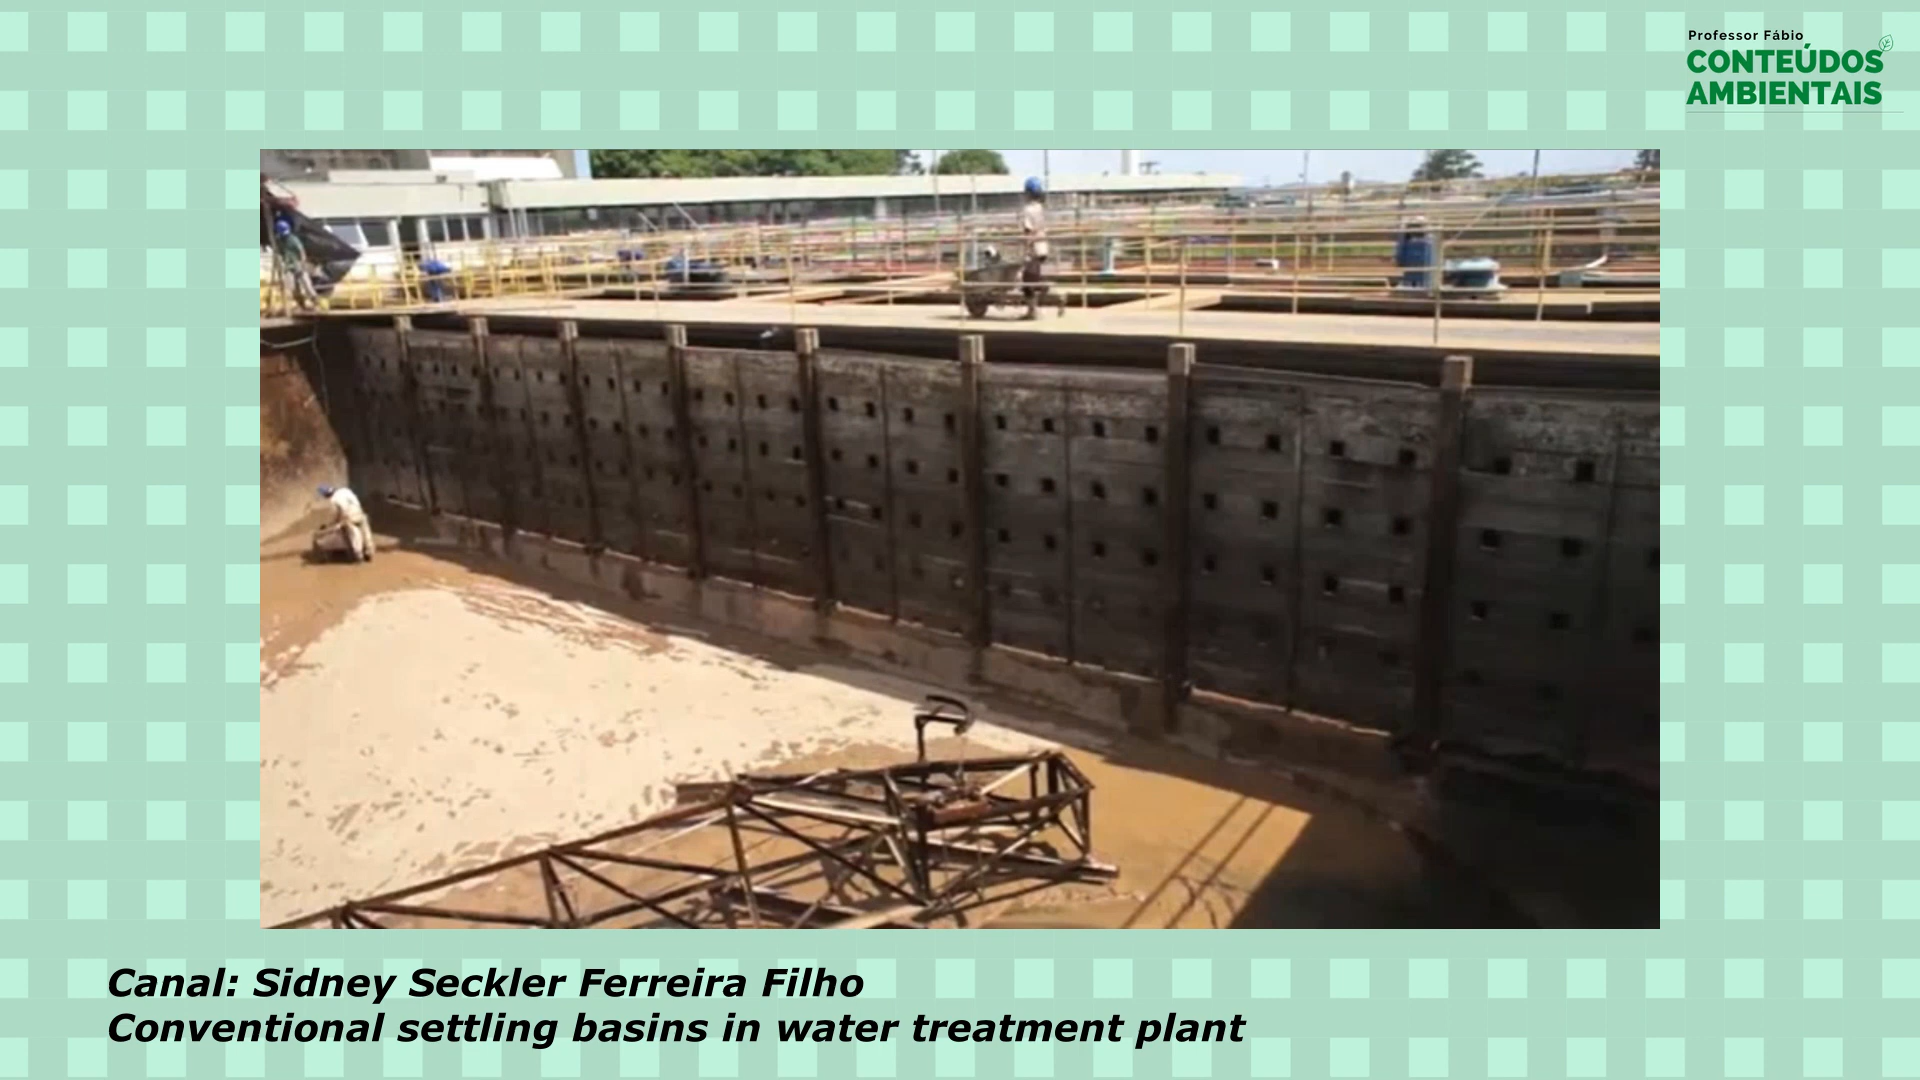 Professor Fábio
CONTEÚDOS
AMBIENTAIS
Canal: Sidney Seckler Ferreira Filho
Conventional settling basins in water treatment plant